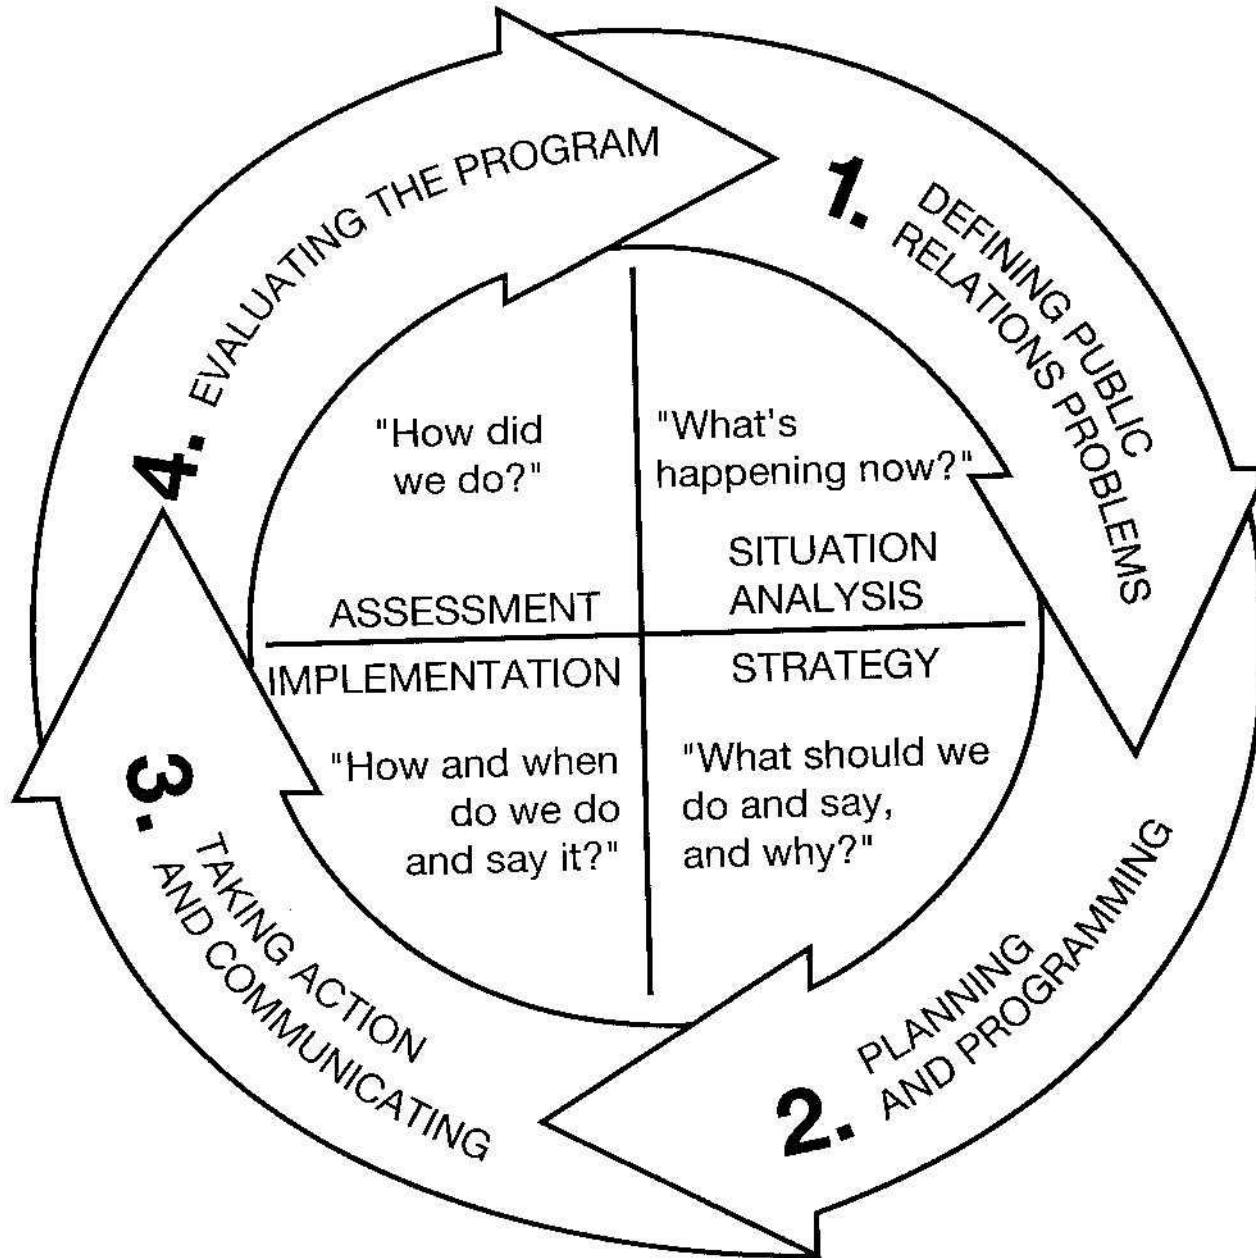 1. DEFINING PUBLIC
RELATIONS PROBLEMS
"What's
happening now?"
SITUATION
ANALYSIS
2. PLANNING
AND PROGRAMMING
STRATEGY
"What should we
do and say,
and why?"
3. TAKING ACTION
AND COMMUNICATING
IMPLEMENTATION
"How and when
do we do
and say it?"
4. EVALUATING THE PROGRAM
"How did
we do?"
ASSESSMENT